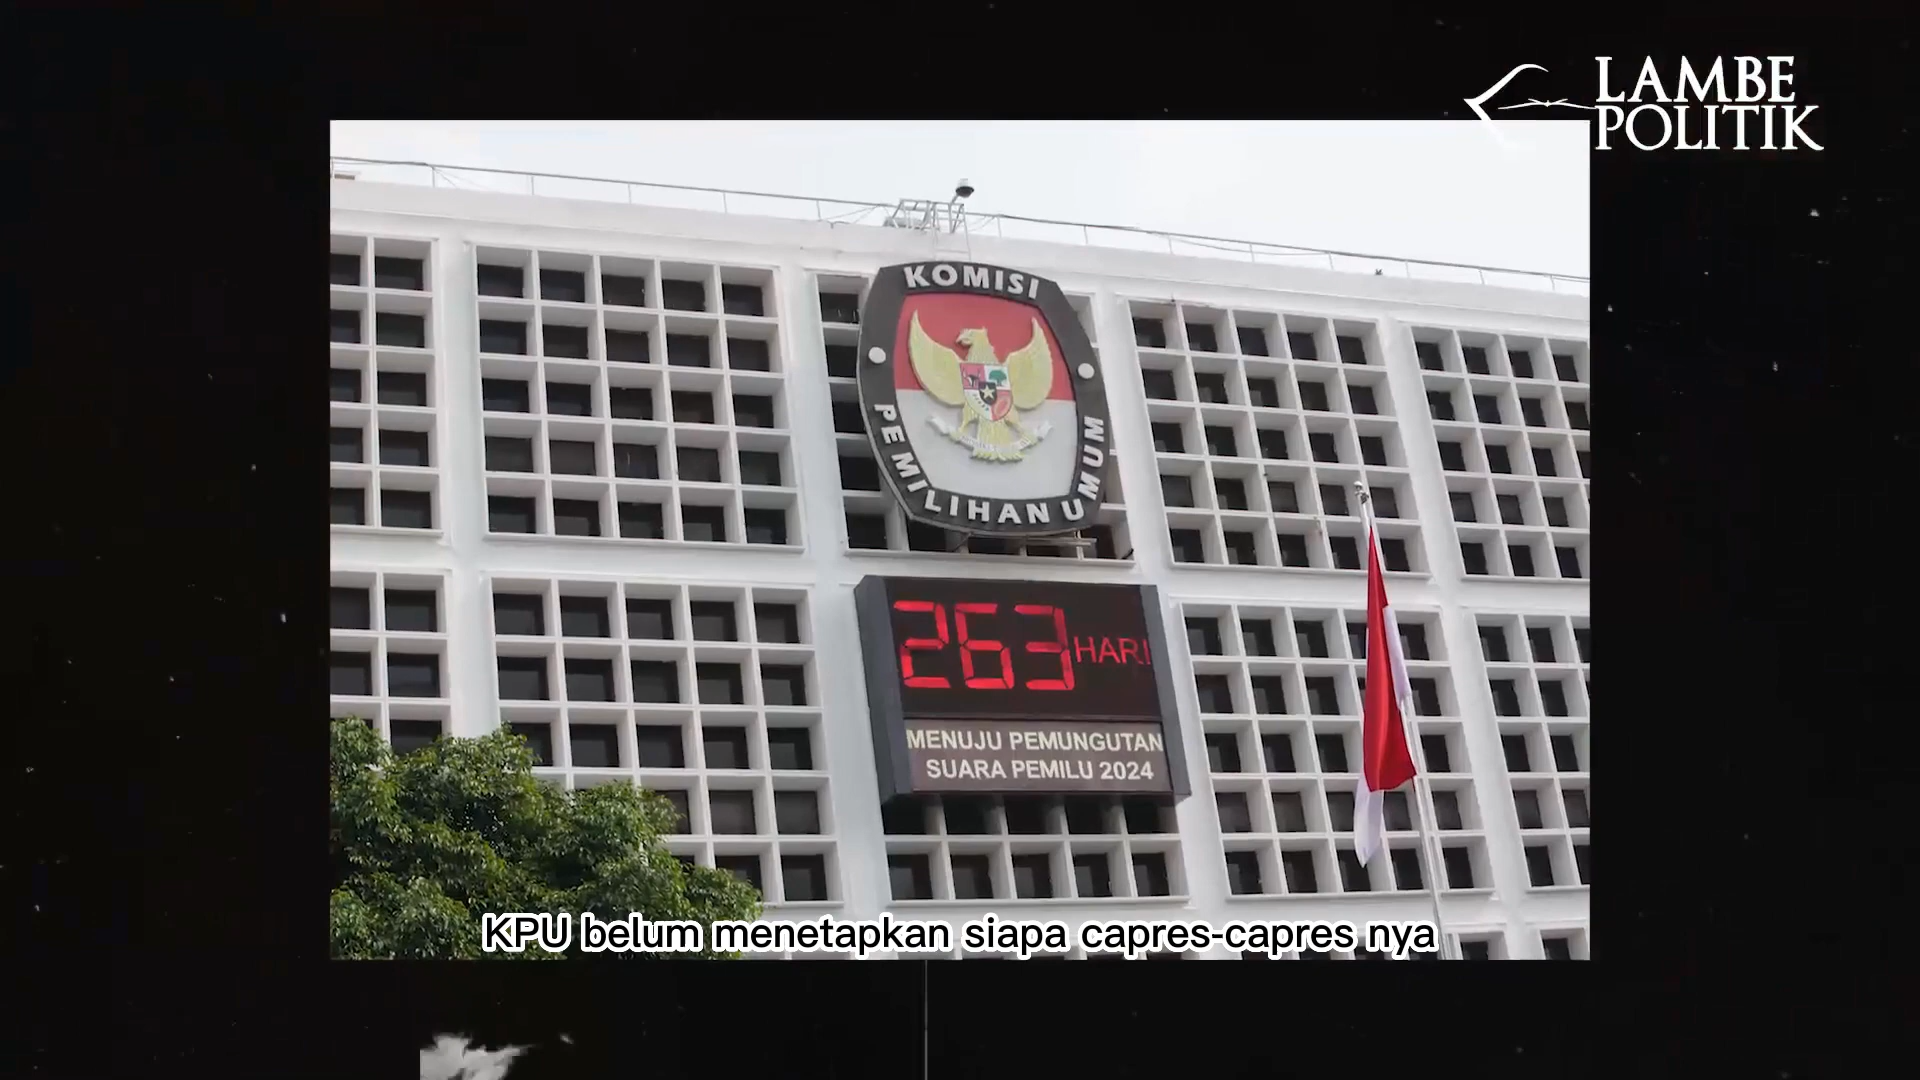 LAMBE
POLITIK
KOMISI
PEMILIHAN UMUM
263 HARI
MENUJU PEMUNGUTAN
SUARA PEMILU 2024
KPU belum menetapkan siapa capres-capres nya